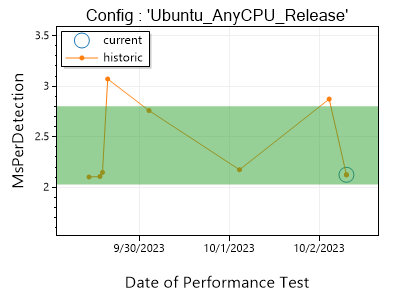 Config : 'Ubuntu_AnyCPU_Release'
current
historic
3.5
3
2.5
2
MsPerDetection
9/30/2023
10/1/2023
10/2/2023
Date of Performance Test